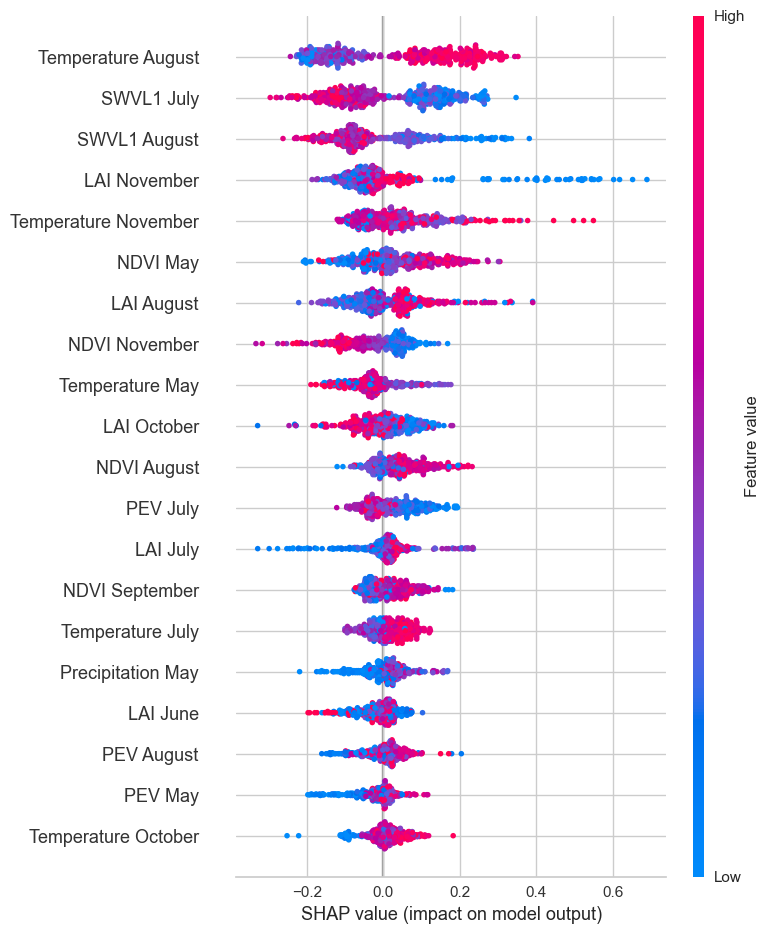 High
Temperature August
SWVL1 July
SWVL1 August
LAI November
Temperature November
NDVI May
LAI August
NDVI November
Temperature May
LAI October
NDVI August
PEV July
LAI July
NDVI September
Temperature July
Precipitation May
LAI June
PEV August
PEV May
Temperature October
Feature value
Low
−0.2 0.0 0.2 0.4 0.6
SHAP value (impact on model output)